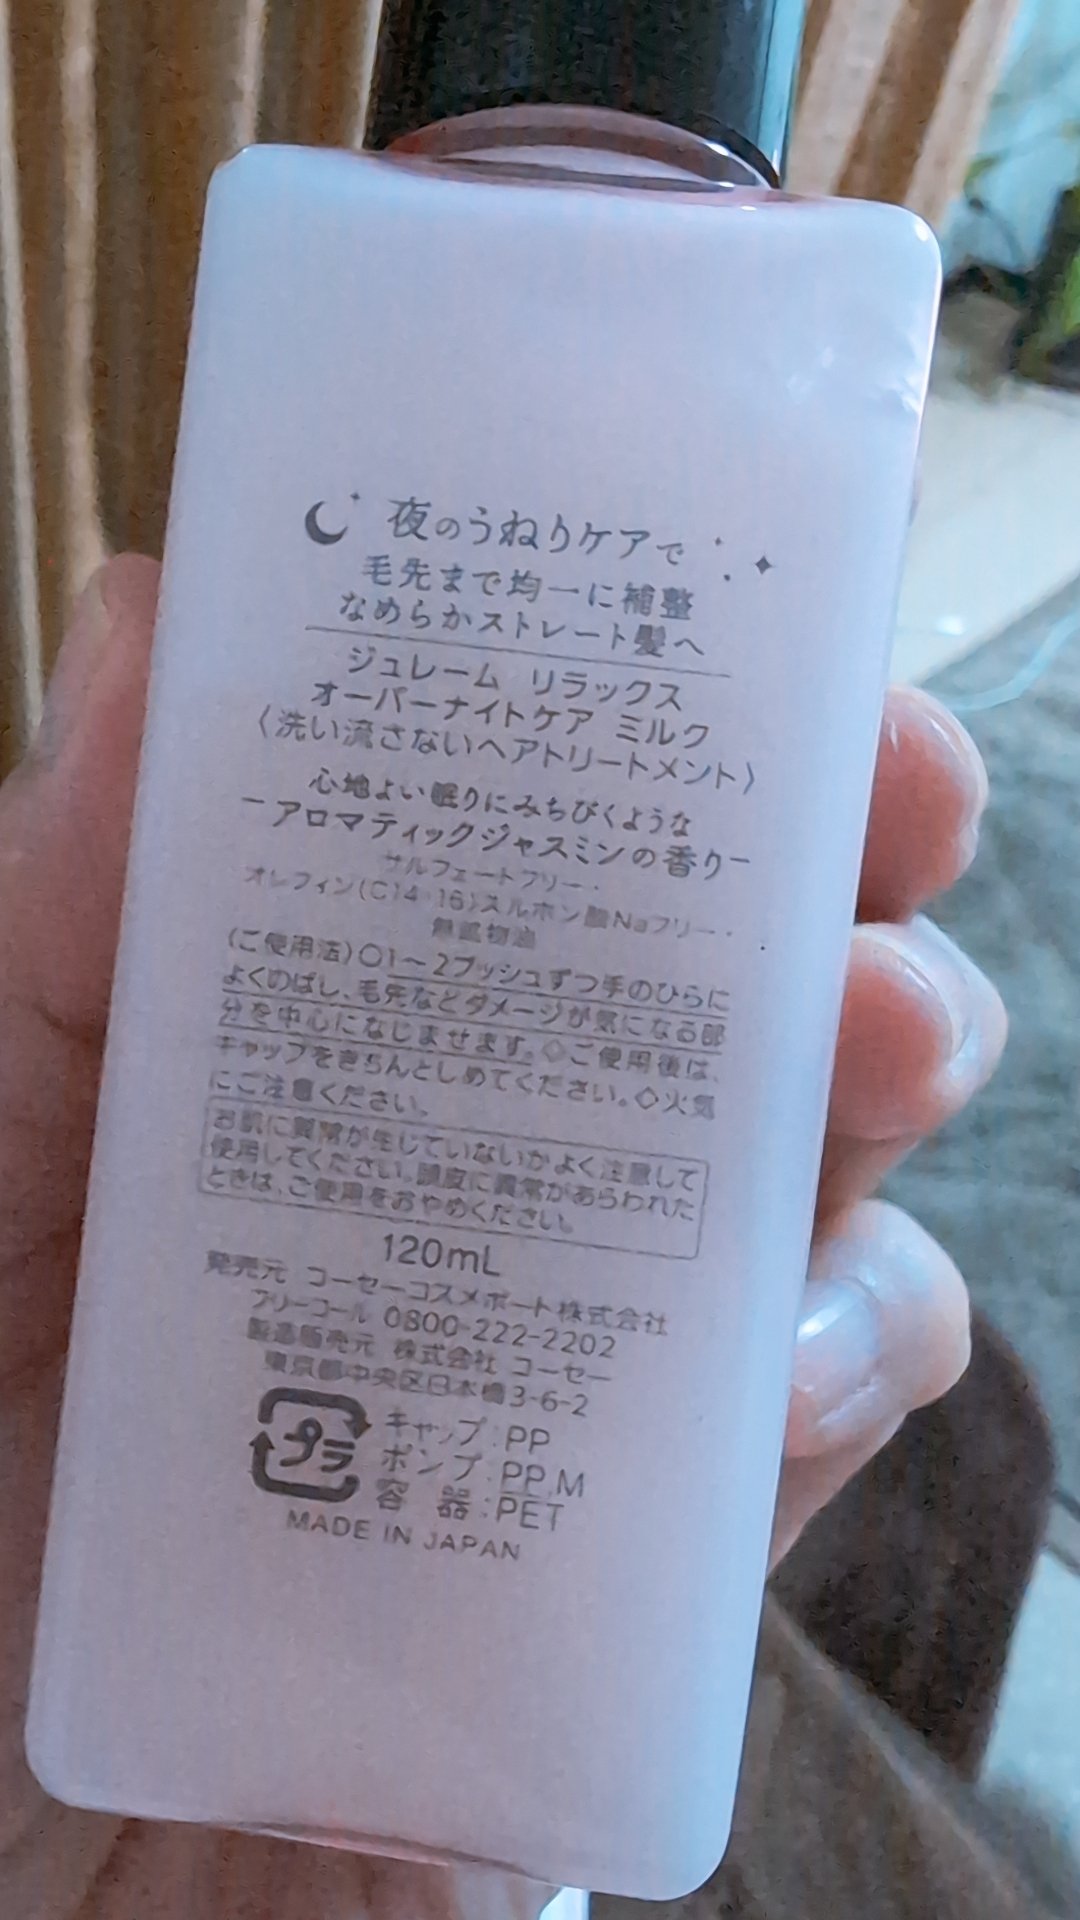 夜のうねりケアで
毛先まで均一に補整
なめらかストレート髪へ
ジュレーム リラックス
オーバーナイトケア ミルク
〈洗い流さないヘアトリートメント〉
心地よい眠りにみちびくような
－アロマティックジャスミンの香り－
サルフェートフリー・
オレフィン(C14-16)スルホン酸Naフリー・
無鉱物油
(ご使用法)○1～2プッシュずつ手のひらに
よくのばし、毛先などダメージが気になる部
分を中心になじませます。◇ご使用後は、
キャップをきちんとしめてください。◇火気
にご注意ください。
お肌に異常が生じていないかよく注意して
使用してください。頭皮に異常があらわれた
ときは、ご使用をおやめください。
120mL
発売元 コーセーコスメポート株式会社
フリーコール 0800-222-2202
製造販売元 株式会社 コーセー
東京都中央区日本橋3-6-2
プラ
キャップ:PP
ポンプ:PP,M
容 器:PET
MADE IN JAPAN